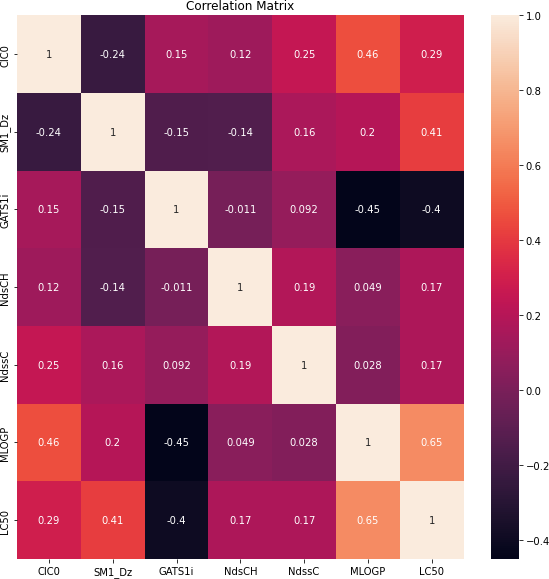 Correlation Matrix
CIC0 1 -0.24 0.15 0.12 0.25 0.46 0.29
SM1_Dz -0.24 1 -0.15 -0.14 0.16 0.2 0.41
GATS1i 0.15 -0.15 1 -0.011 0.092 -0.45 -0.4
NdsCH 0.12 -0.14 -0.011 1 0.19 0.049 0.17
NdssC 0.25 0.16 0.092 0.19 1 0.028 0.17
MLOGP 0.46 0.2 -0.45 0.049 0.028 1 0.65
LC50 0.29 0.41 -0.4 0.17 0.17 0.65 1
CIC0 SM1_Dz GATS1i NdsCH NdssC MLOGP LC50
1.0
0.8
0.6
0.4
0.2
0.0
−0.2
−0.4